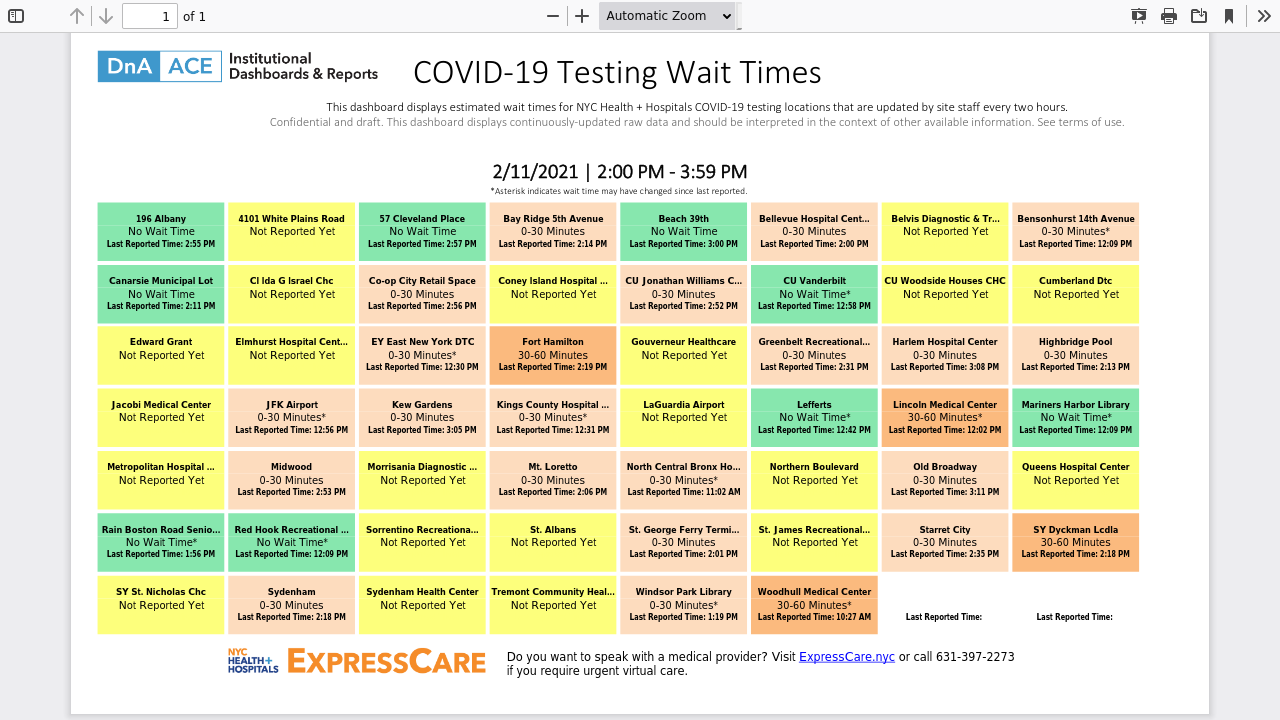 1 of 1 Automatic Zoom
DnA ACE Institutional
Dashboards & Reports
COVID-19 Testing Wait Times
This dashboard displays estimated wait times for NYC Health + Hospitals COVID-19 testing locations that are updated by site staff every two hours.
Confidential and draft. This dashboard displays continuously-updated raw data and should be interpreted in the context of other available information. See terms of use.
2/11/2021 | 2:00 PM - 3:59 PM
*Asterisk indicates wait time may have changed since last reported.
196 Albany
No Wait Time
Last Reported Time: 2:55 PM
4101 White Plains Road
Not Reported Yet
57 Cleveland Place
No Wait Time
Last Reported Time: 2:57 PM
Bay Ridge 5th Avenue
0-30 Minutes
Last Reported Time: 2:14 PM
Beach 39th
No Wait Time
Last Reported Time: 3:00 PM
Bellevue Hospital Cent...
0-30 Minutes
Last Reported Time: 2:00 PM
Belvis Diagnostic & Tr...
Not Reported Yet
Bensonhurst 14th Avenue
0-30 Minutes*
Last Reported Time: 12:09 PM
Canarsie Municipal Lot
No Wait Time
Last Reported Time: 2:11 PM
Cl Ida G Israel Chc
Not Reported Yet
Co-op City Retail Space
0-30 Minutes
Last Reported Time: 2:56 PM
Coney Island Hospital ...
Not Reported Yet
CU Jonathan Williams C...
0-30 Minutes
Last Reported Time: 2:52 PM
CU Vanderbilt
No Wait Time*
Last Reported Time: 12:58 PM
CU Woodside Houses CHC
Not Reported Yet
Cumberland Dtc
Not Reported Yet
Edward Grant
Not Reported Yet
Elmhurst Hospital Cent...
Not Reported Yet
EY East New York DTC
0-30 Minutes*
Last Reported Time: 12:30 PM
Fort Hamilton
30-60 Minutes
Last Reported Time: 2:19 PM
Gouverneur Healthcare
Not Reported Yet
Greenbelt Recreational...
0-30 Minutes
Last Reported Time: 2:31 PM
Harlem Hospital Center
0-30 Minutes
Last Reported Time: 3:08 PM
Highbridge Pool
0-30 Minutes
Last Reported Time: 2:13 PM
Jacobi Medical Center
Not Reported Yet
JFK Airport
0-30 Minutes*
Last Reported Time: 12:56 PM
Kew Gardens
0-30 Minutes
Last Reported Time: 3:05 PM
Kings County Hospital ...
0-30 Minutes*
Last Reported Time: 12:31 PM
LaGuardia Airport
Not Reported Yet
Lefferts
No Wait Time*
Last Reported Time: 12:42 PM
Lincoln Medical Center
30-60 Minutes*
Last Reported Time: 12:02 PM
Mariners Harbor Library
No Wait Time*
Last Reported Time: 12:09 PM
Metropolitan Hospital ...
Not Reported Yet
Midwood
0-30 Minutes
Last Reported Time: 2:53 PM
Morrisania Diagnostic ...
Not Reported Yet
Mt. Loretto
0-30 Minutes
Last Reported Time: 2:06 PM
North Central Bronx Ho...
0-30 Minutes*
Last Reported Time: 11:02 AM
Northern Boulevard
Not Reported Yet
Old Broadway
0-30 Minutes
Last Reported Time: 3:11 PM
Queens Hospital Center
Not Reported Yet
Rain Boston Road Senio...
No Wait Time*
Last Reported Time: 1:56 PM
Red Hook Recreational ...
No Wait Time*
Last Reported Time: 12:09 PM
Sorrentino Recreationa...
Not Reported Yet
St. Albans
Not Reported Yet
St. George Ferry Termi...
0-30 Minutes
Last Reported Time: 2:01 PM
St. James Recreational...
Not Reported Yet
Starret City
0-30 Minutes
Last Reported Time: 2:35 PM
SY Dyckman Lcdla
30-60 Minutes
Last Reported Time: 2:18 PM
SY St. Nicholas Chc
Not Reported Yet
Sydenham
0-30 Minutes
Last Reported Time: 2:18 PM
Sydenham Health Center
Not Reported Yet
Tremont Community Heal...
Not Reported Yet
Windsor Park Library
0-30 Minutes*
Last Reported Time: 1:19 PM
Woodhull Medical Center
30-60 Minutes*
Last Reported Time: 10:27 AM
Last Reported Time:
Last Reported Time:
NYC
HEALTH+
HOSPITALS
EXPRESSCARE
Do you want to speak with a medical provider? Visit ExpressCare.nyc or call 631-397-2273
if you require urgent virtual care.